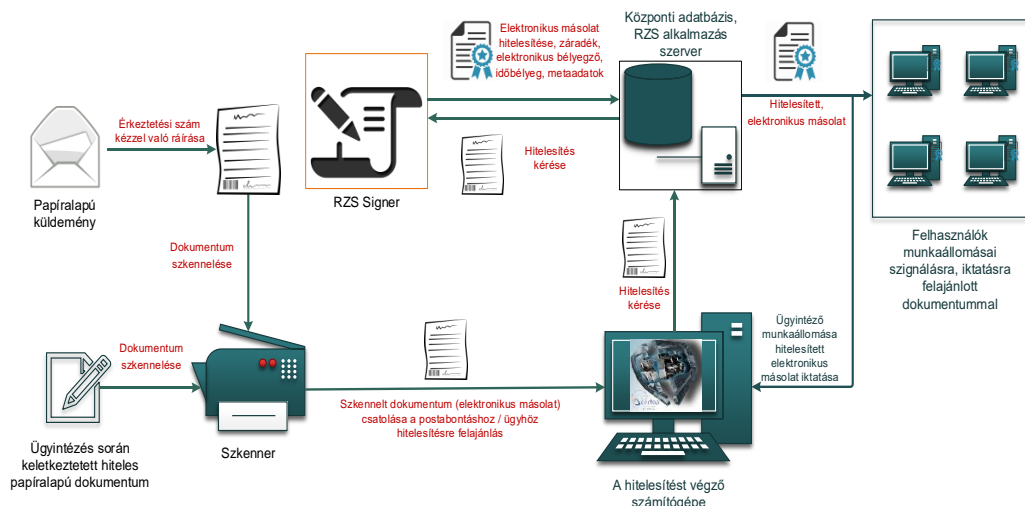 Elektronikus másolat
hitelesítése, záradék,
elektronikus bélyegző,
időbélyeg, metaadatok
Központi adatbázis,
RZS alkalmazás
szerver
Hitelesített,
elektronikus másolat
Érkeztetési szám
kézzel való ráírása
Hitelesítés
kérése
Papíralapú
küldemény
RZS Signer
Felhasználók
munkaállomásai
szignálásra, iktatásra
felajánlott
dokumentummal
Dokumentum
szkennelése
Hitelesítés
kérése
Ügyintéző
munkaállomása
hitelesített
elektronikus
másolat iktatása
Dokumentum
szkennelése
Szkennelt dokumentum (elektronikus másolat)
csatolása a postabontáshoz / ügyhöz
hitelesítésre felajánlás
Ügyintézés során
keletkeztetett hiteles
papíralapú dokumentum
Szkenner
A hitelesítést végző
számítógépe